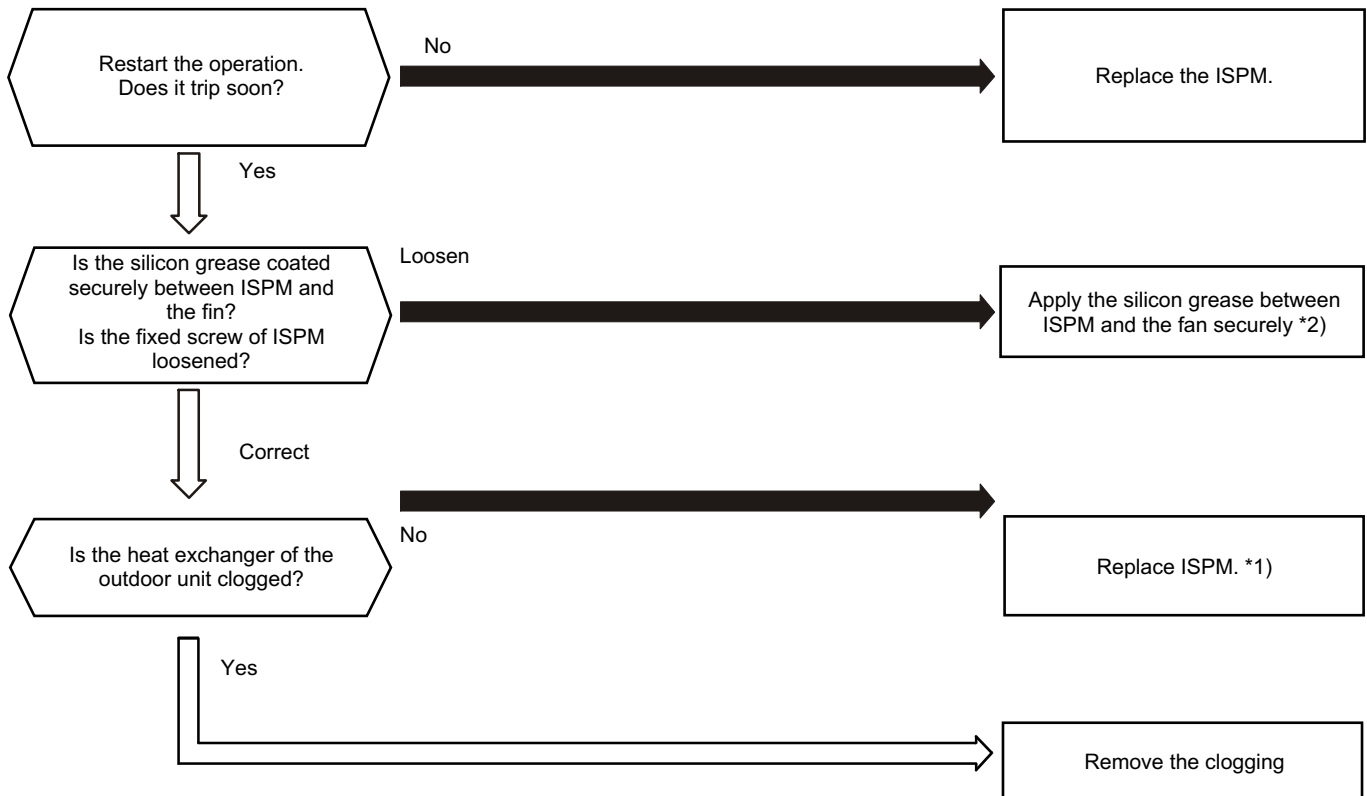 Restart the operation.
Does it trip soon?
No
Replace the ISPM.
Yes
Is the silicon grease coated
securely between ISPM and
the fin?
Is the fixed screw of ISPM
loosened?
Loosen
Apply the silicon grease between
ISPM and the fan securely *2)
Correct
Is the heat exchanger of the
outdoor unit clogged?
No
Replace ISPM. *1)
Yes
Remove the clogging